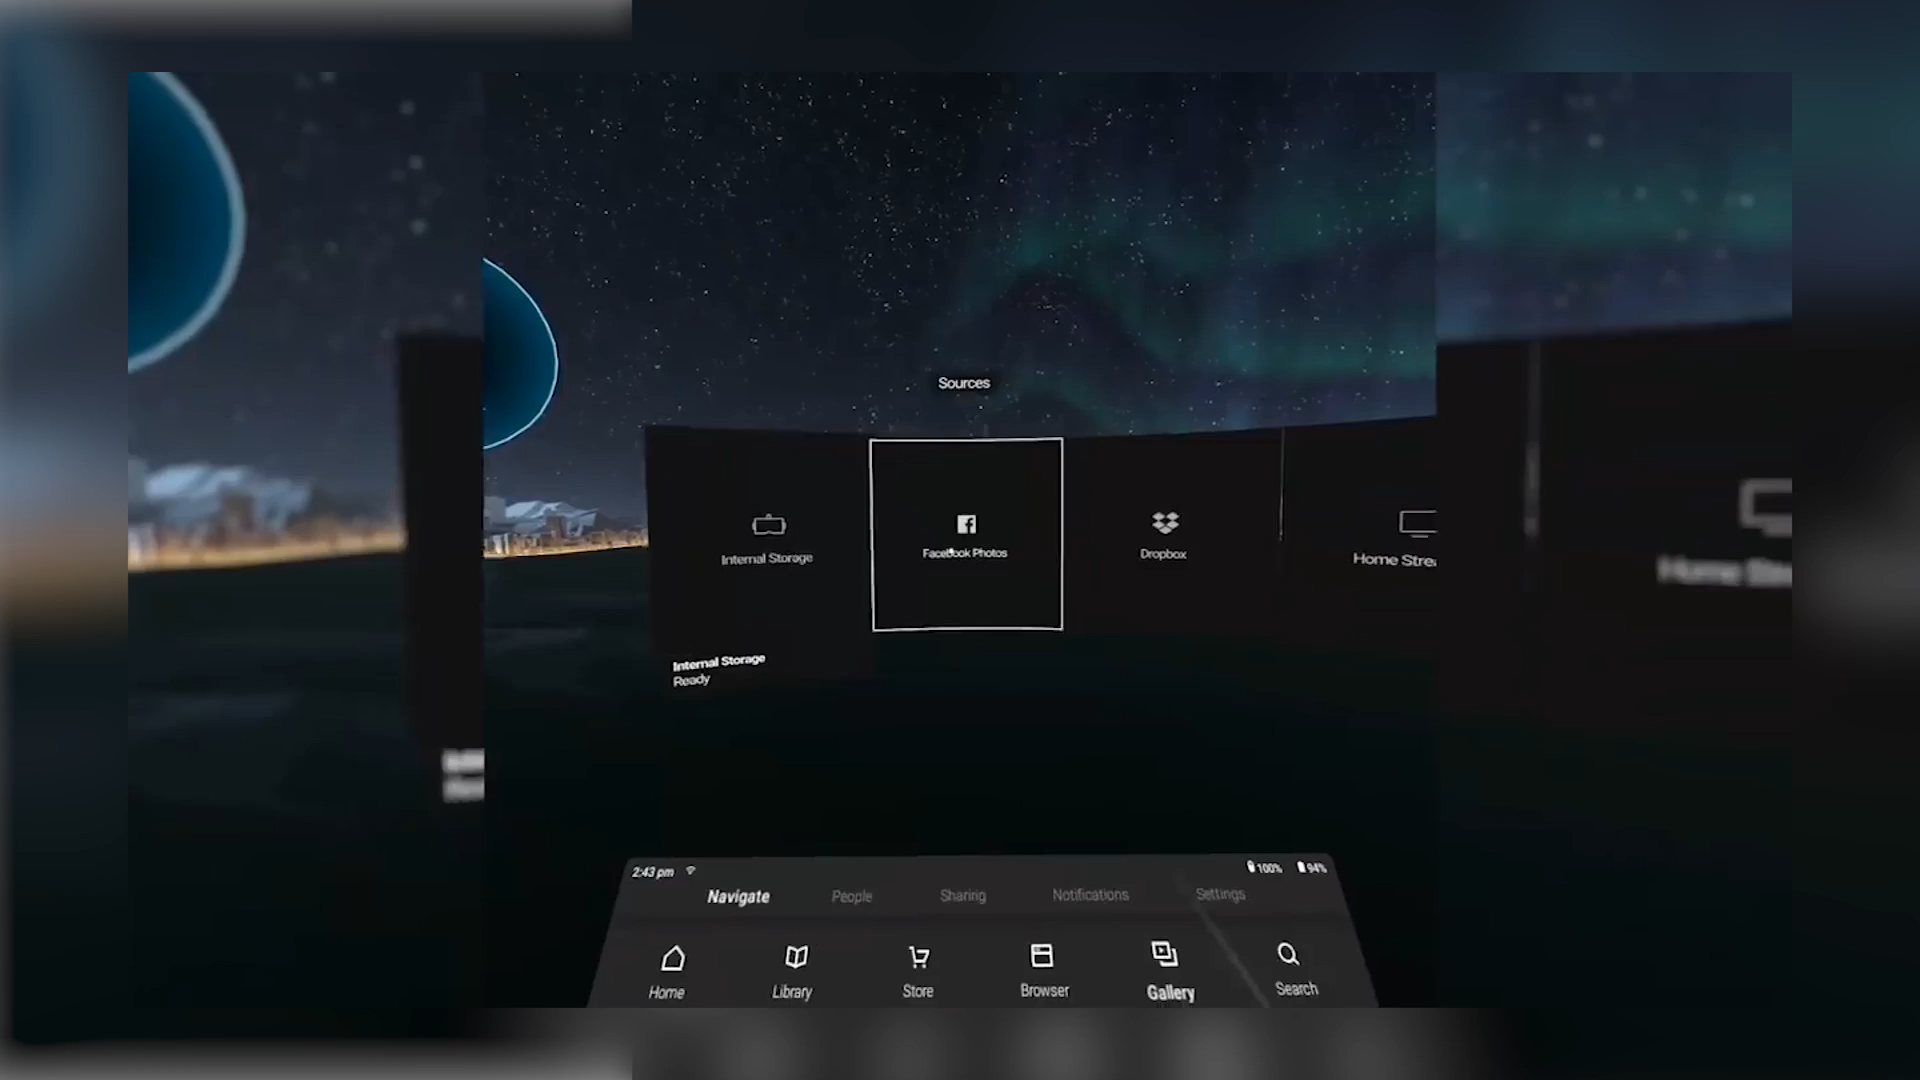 Sources
Internal Storage
Facebook Photos
Dropbox
Home Strea
Internal Storage
Ready
2:43 pm
100%
94%
Navigate
People
Sharing
Notifications
Settings
Home
Library
Store
Browser
Gallery
Search